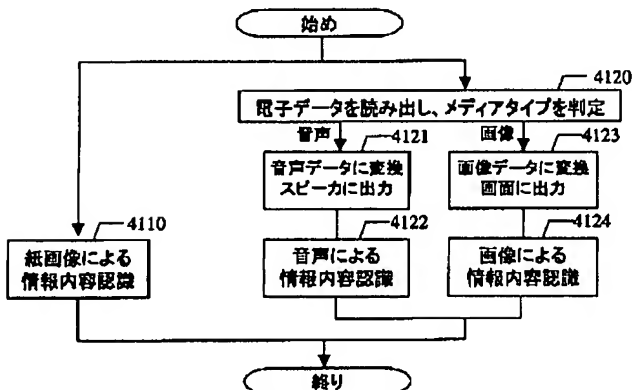 始め
4120
電子データを読み出し、メディアタイプを判定
音声
4121
画像
4123
音声データに変換
スピーカに出力
画像データに変換
画面に出力
4110
4122
4124
紙画像による
情報内容認識
音声による
情報内容認識
画像による
情報内容認識
終り